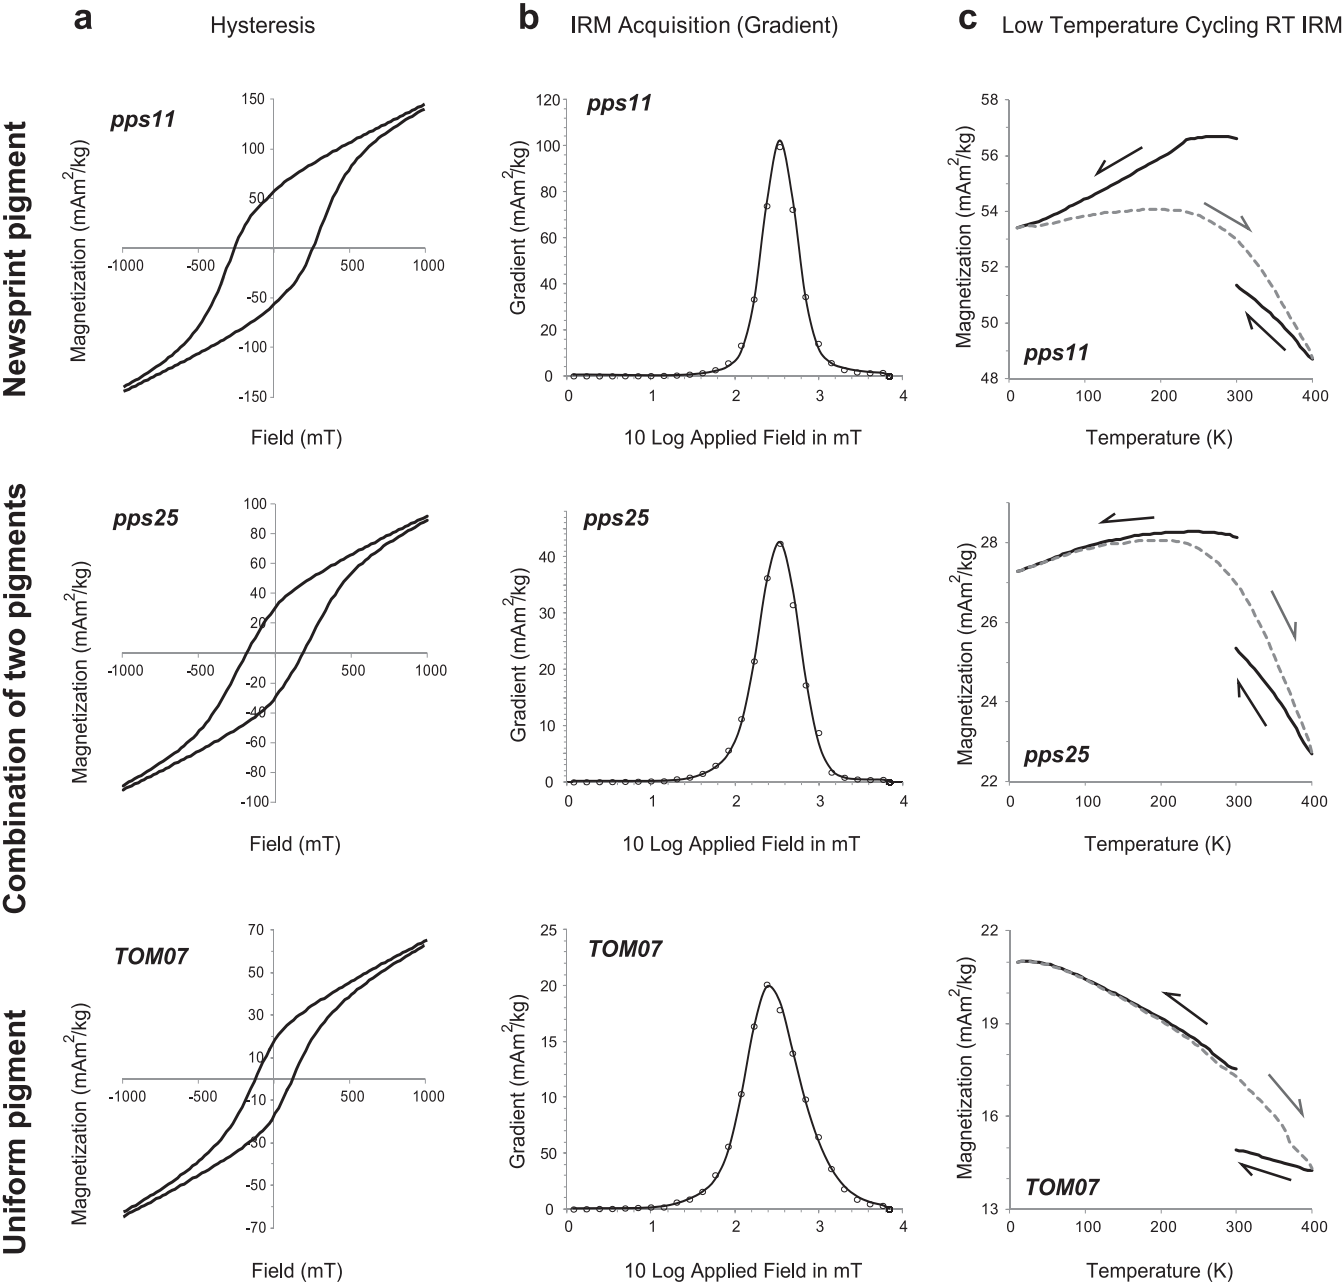 a Hysteresis b IRM Acquisition (Gradient) c Low Temperature Cycling RT IRM
Newsprint pigment
pps11
Magnetization (mAm2/kg)
150
100
50
-50
-100
-150
-1000 -500 500 1000
Field (mT)
pps11
Gradient (mAm2/kg)
120
100
80
60
40
20
0
0 1 2 3 4
10 Log Applied Field in mT
pps11
Magnetization (mAm2/kg)
58
56
54
52
50
48
0 100 200 300 400
Temperature (K)
Combination of two pigments
pps25
Magnetization (mAm2/kg)
100
80
60
40
20
-20
-40
-60
-80
-100
-1000 -500 500 1000
Field (mT)
pps25
Gradient (mAm2/kg)
40
30
20
10
0
0 1 2 3 4
10 Log Applied Field in mT
pps25
Magnetization (mAm2/kg)
28
26
24
22
0 100 200 300 400
Temperature (K)
Uniform pigment
TOM07
Magnetization (mAm2/kg)
70
50
30
10
-10
-30
-50
-70
-1000 -500 500 1000
Field (mT)
TOM07
Gradient (mAm2/kg)
25
20
15
10
50
0
0 1 2 3 4
10 Log Applied Field in mT
TOM07
Magnetization (mAm2/kg)
22
19
16
13
0 100 200 300 400
Temperature (K)